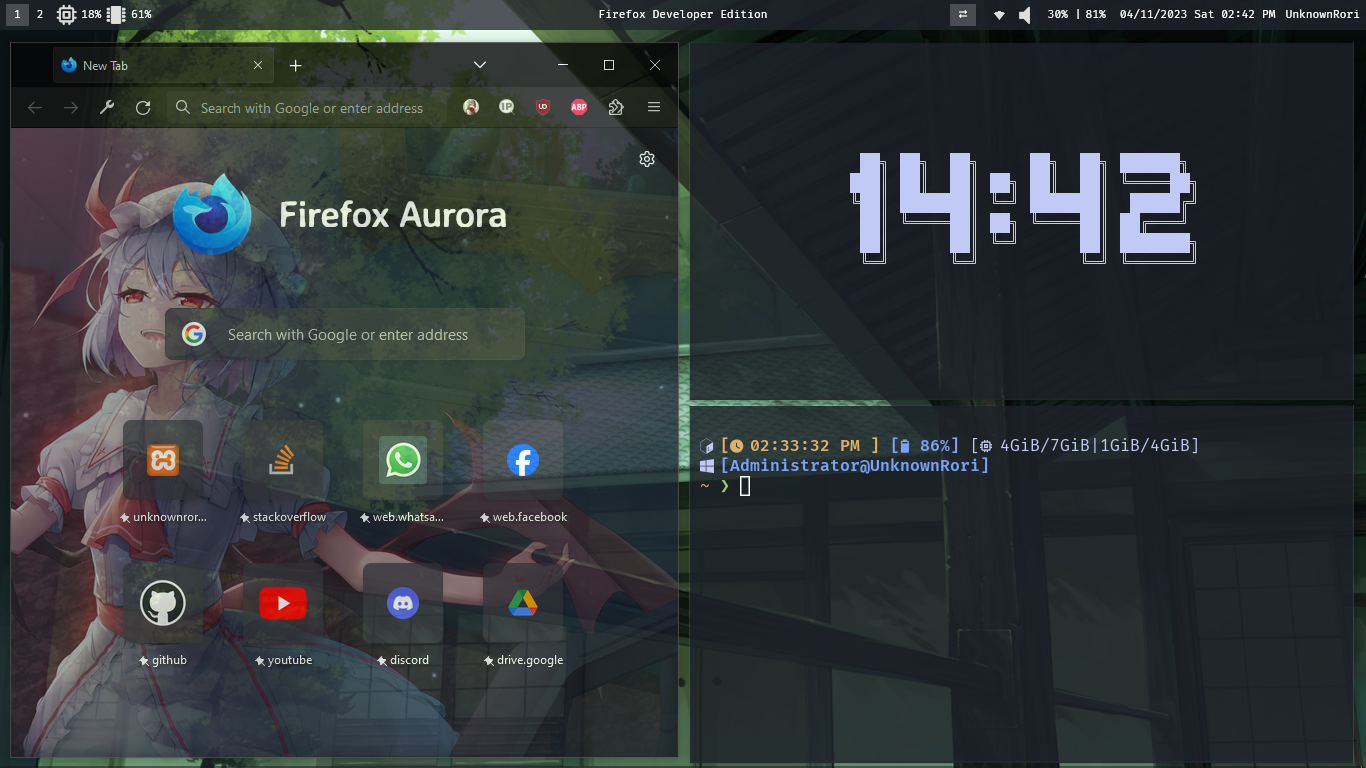 1 2 18% 61% Firefox Developer Edition 30% | 81% 04/11/2023 Sat 02:42 PM UnknownRori
New Tab
Search with Google or enter address
IP
UO
ABP
Firefox Aurora
Search with Google or enter address
unknownror... stackoverflow web.whatsa... web.facebook
github youtube discord drive.google
14:42
[ 02:33:32 PM ] [ 86%] [ 4GiB/7GiB|1GiB/4GiB]
[Administrator@UnknownRori]
~ ❯